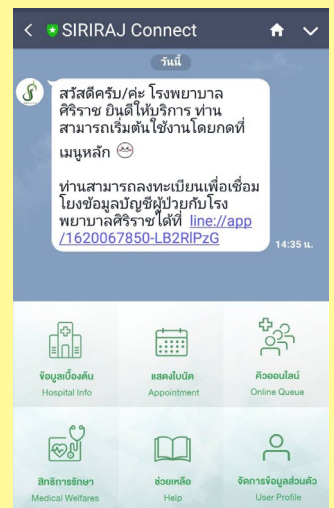 SIRIRAJ Connect
วันนี้
สวัสดีครับ/ค่ะ โรงพยาบาล
ศิริราช ยินดีให้บริการ ท่าน
สามารถเริ่มต้นใช้งานโดยกดที่
เมนูหลัก
ท่านสามารถลงทะเบียนเพื่อเชื่อม
โยงข้อมูลบัญชีผู้ป่วยกับโรง
พยาบาลศิริราชได้ที่ line://app
/1620067850-LB2RlPzG
14:35 น.
ข้อมูลเบื้องต้น แสดงใบนัด คิวออนไลน์
Hospital Info Appointment Online Queue
สิทธิการรักษา ช่วยเหลือ จัดการข้อมูลส่วนตัว
Medical Welfares Help User Profile